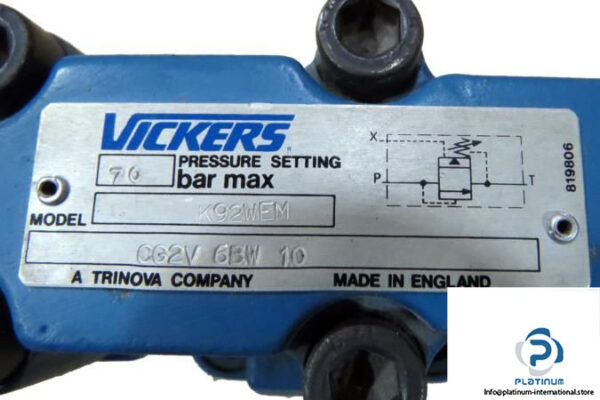 VICKERS
70 PRESSURE SETTING
bar max
MODEL K92WEM
CG2V 6BW 10
A TRINOVA COMPANY MADE IN ENGLAND
X
P T
819806
PLATINUM
info@platinum-international.store